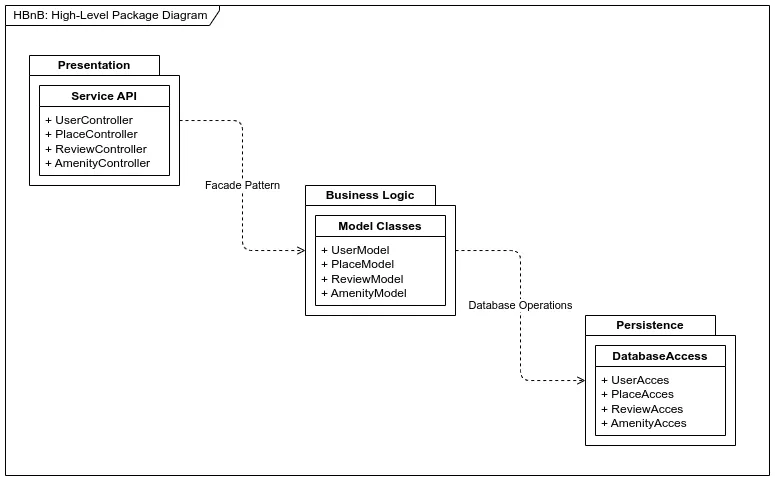 HBnB: High-Level Package Diagram
Presentation
Service API
+ UserController
+ PlaceController
+ ReviewController
+ AmenityController
Facade Pattern
Business Logic
Model Classes
+ UserModel
+ PlaceModel
+ ReviewModel
+ AmenityModel
Database Operations
Persistence
DatabaseAccess
+ UserAcces
+ PlaceAcces
+ ReviewAcces
+ AmenityAcces